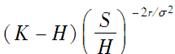 (K − H) (S/H)^{−2r/σ²}